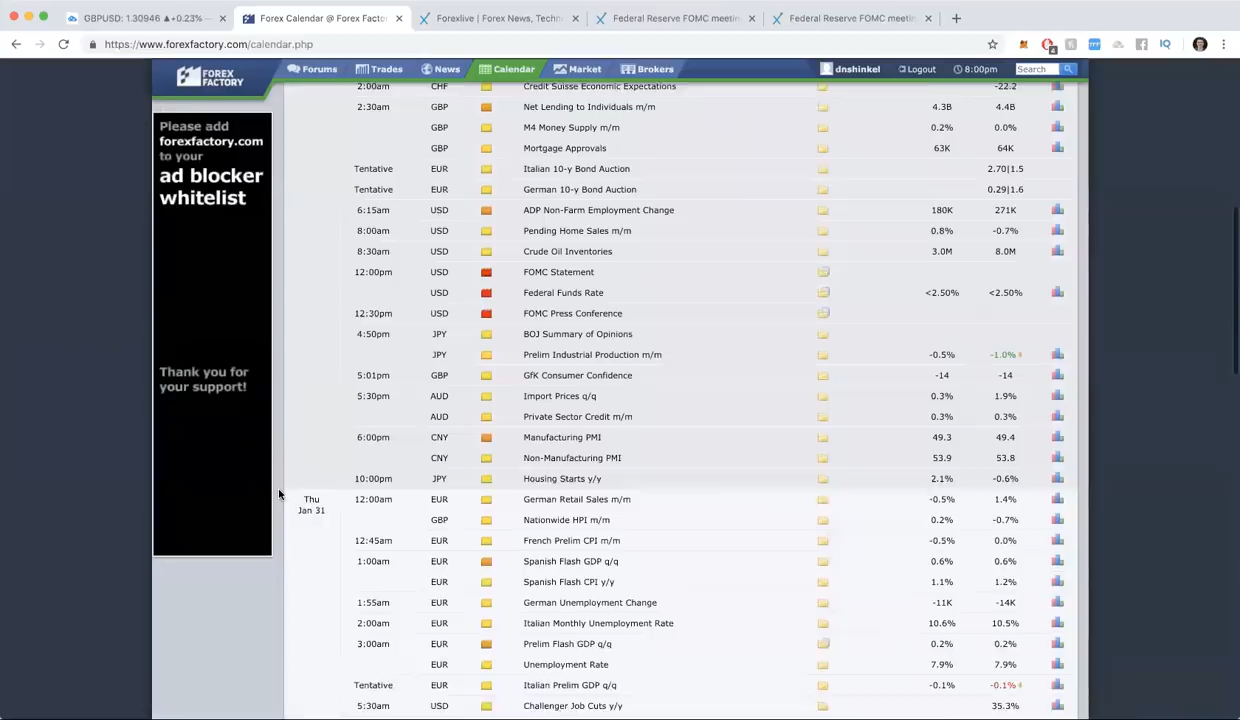 GBPUSD: 1.30946 ▲+0.23%
Forex Calendar @ Forex Facto
Forexlive | Forex News, Techn
Federal Reserve FOMC meetin
Federal Reserve FOMC meetin
https://www.forexfactory.com/calendar.php
FOREX FACTORY
Forums Trades News Calendar Market Brokers dnshinkel Logout 8:00pm Search
Please add
forexfactory.com
to your
ad blocker
whitelist
Thank you for
your support!
2:00am CHF Credit Suisse Economic Expectations -22.2
2:30am GBP Net Lending to Individuals m/m 4.3B 4.4B
GBP M4 Money Supply m/m 0.2% 0.0%
GBP Mortgage Approvals 63K 64K
Tentative EUR Italian 10-y Bond Auction 2.70|1.5
Tentative EUR German 10-y Bond Auction 0.29|1.6
6:15am USD ADP Non-Farm Employment Change 180K 271K
8:00am USD Pending Home Sales m/m 0.8% -0.7%
8:30am USD Crude Oil Inventories 3.0M 8.0M
12:00pm USD FOMC Statement
USD Federal Funds Rate <2.50% <2.50%
12:30pm USD FOMC Press Conference
4:50pm JPY BOJ Summary of Opinions
JPY Prelim Industrial Production m/m -0.5% -1.0%
5:01pm GBP GfK Consumer Confidence -14 -14
5:30pm AUD Import Prices q/q 0.3% 1.9%
AUD Private Sector Credit m/m 0.3% 0.3%
6:00pm CNY Manufacturing PMI 49.3 49.4
CNY Non-Manufacturing PMI 53.9 53.8
10:00pm JPY Housing Starts y/y 2.1% -0.6%
Thu
Jan 31
12:00am EUR German Retail Sales m/m -0.5% 1.4%
GBP Nationwide HPI m/m 0.2% -0.7%
12:45am EUR French Prelim CPI m/m -0.5% 0.0%
1:00am EUR Spanish Flash GDP q/q 0.6% 0.6%
EUR Spanish Flash CPI y/y 1.1% 1.2%
1:55am EUR German Unemployment Change -11K -14K
2:00am EUR Italian Monthly Unemployment Rate 10.6% 10.5%
3:00am EUR Prelim Flash GDP q/q 0.2% 0.2%
EUR Unemployment Rate 7.9% 7.9%
Tentative EUR Italian Prelim GDP q/q -0.1% -0.1%
5:30am USD Challenger Job Cuts y/y 35.3%